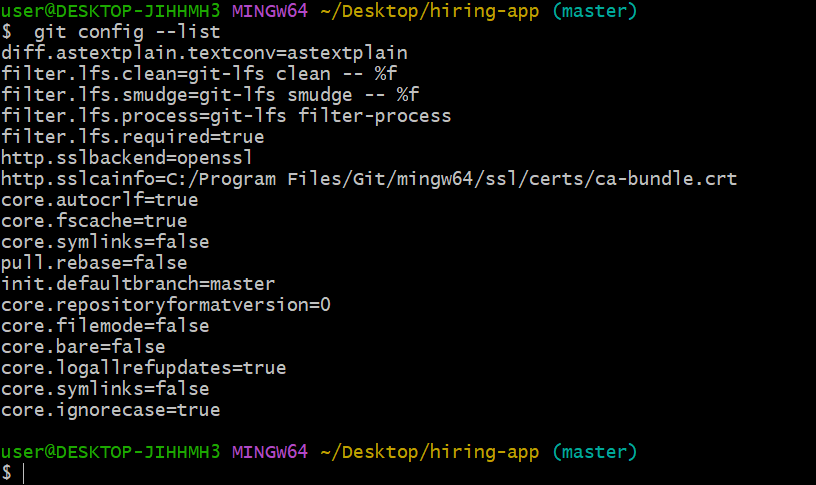 user@DESKTOP-JIHHMH3 MINGW64 ~/Desktop/hiring-app (master)
$  git config --list
diff.astextplain.textconv=astextplain
filter.lfs.clean=git-lfs clean -- %f
filter.lfs.smudge=git-lfs smudge -- %f
filter.lfs.process=git-lfs filter-process
filter.lfs.required=true
http.sslbackend=openssl
http.sslcainfo=C:/Program Files/Git/mingw64/ssl/certs/ca-bundle.crt
core.autocrlf=true
core.fscache=true
core.symlinks=false
pull.rebase=false
init.defaultbranch=master
core.repositoryformatversion=0
core.filemode=false
core.bare=false
core.logallrefupdates=true
core.symlinks=false
core.ignorecase=true
user@DESKTOP-JIHHMH3 MINGW64 ~/Desktop/hiring-app (master)
$